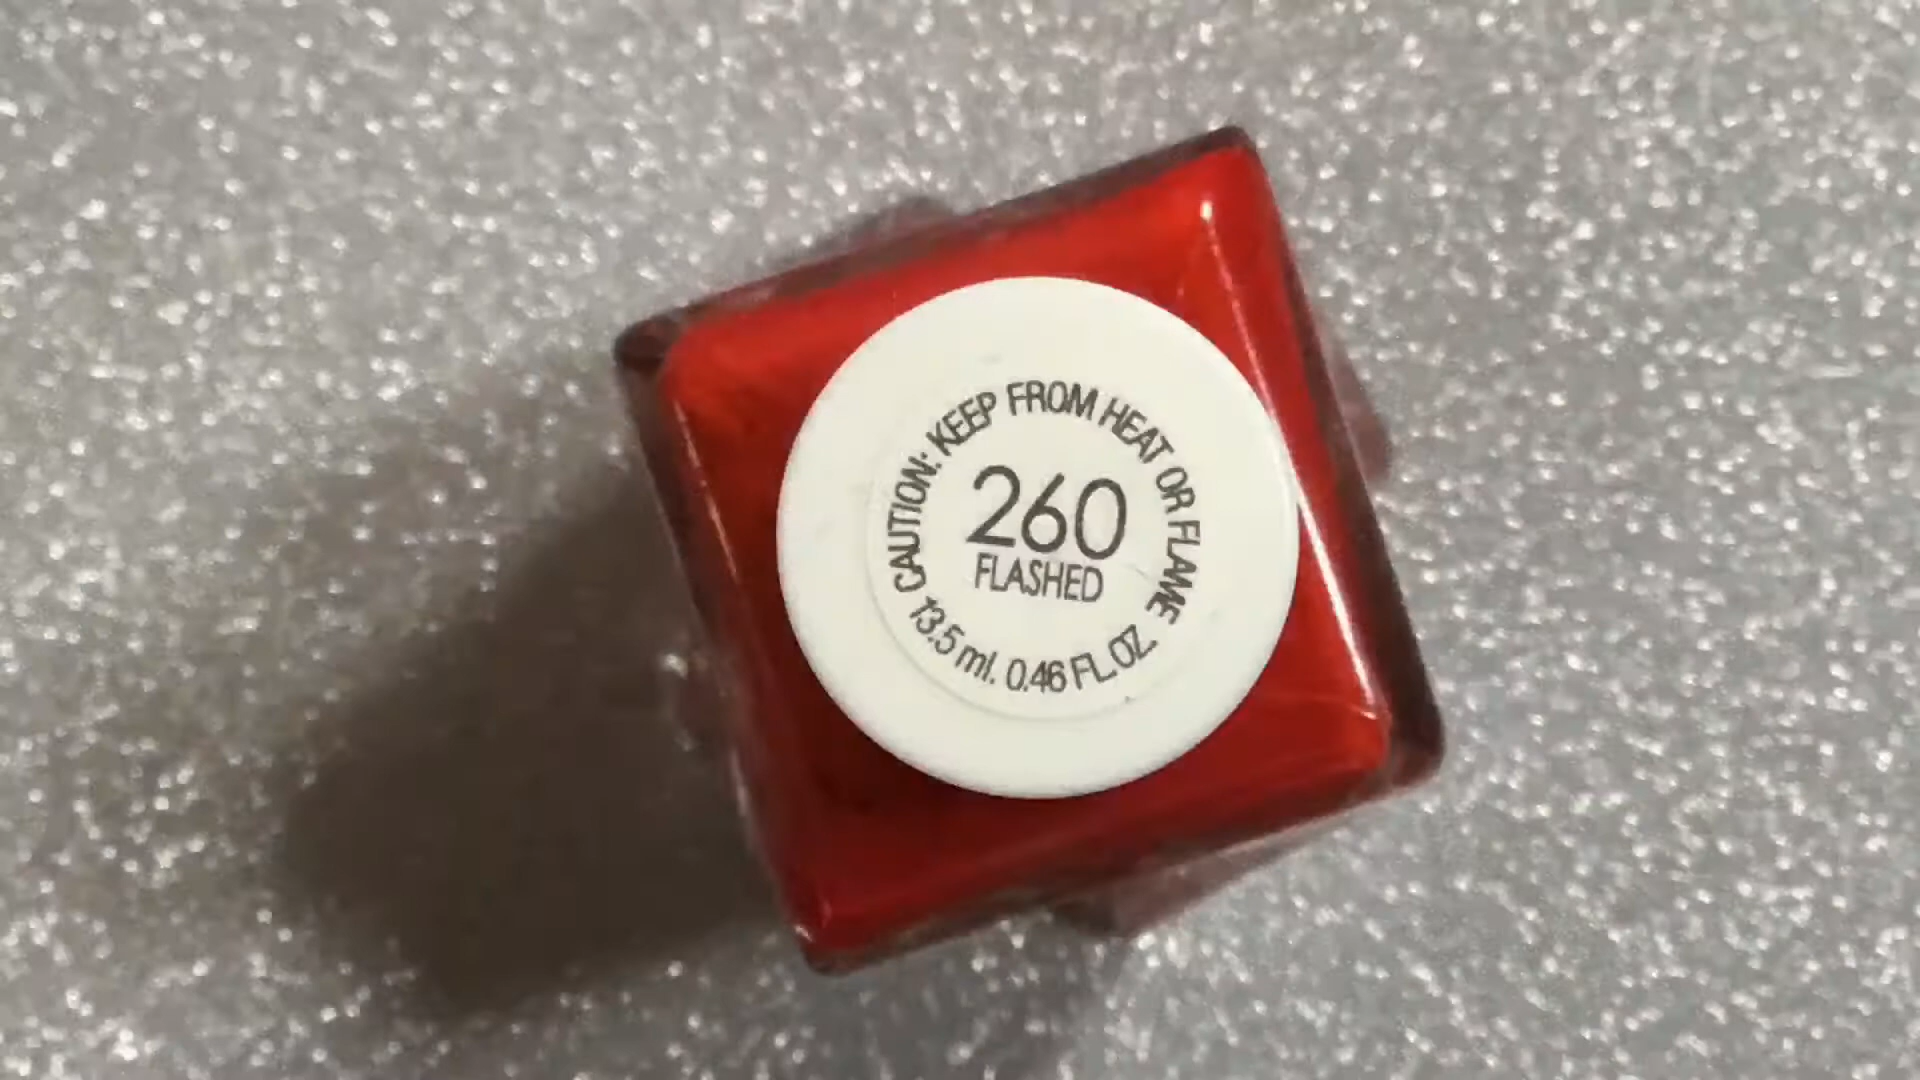 CAUTION: KEEP FROM HEAT OR FLAME
260
FLASHED
13.5 ml. 0.46 FL. OZ